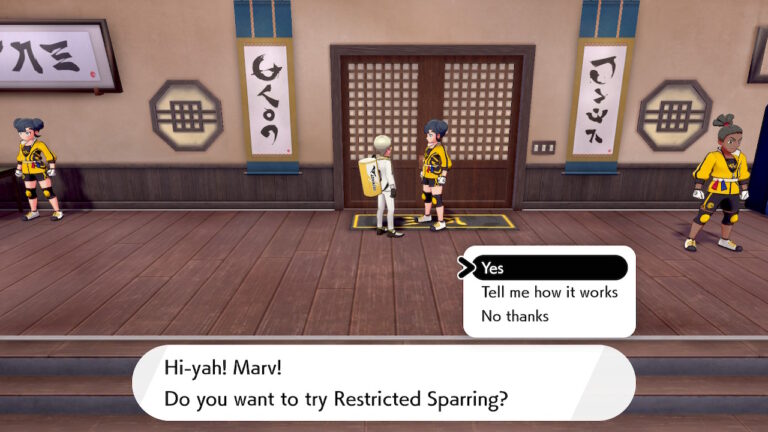 Yes
Tell me how it works
No thanks
Hi-yah! Marv!
Do you want to try Restricted Sparring?